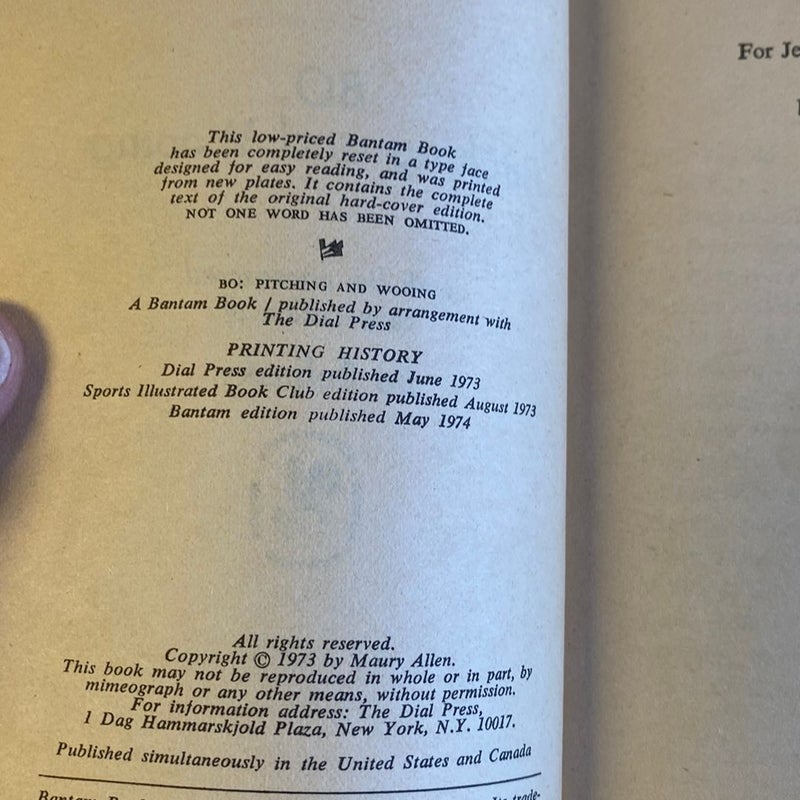 This low-priced Bantam Book
has been completely reset in a type face
designed for easy reading, and was printed
from new plates. It contains the complete
text of the original hard-cover edition.
NOT ONE WORD HAS BEEN OMITTED.
BO: PITCHING AND WOOING
A Bantam Book / published by arrangement with
The Dial Press
PRINTING HISTORY
Dial Press edition published June 1973
Sports Illustrated Book Club edition published August 1973
Bantam edition published May 1974
All rights reserved.
Copyright © 1973 by Maury Allen.
This book may not be reproduced in whole or in part, by
mimeograph or any other means, without permission.
For information address: The Dial Press,
1 Dag Hammarskjold Plaza, New York, N.Y. 10017.
Published simultaneously in the United States and Canada
Bantam
For Je